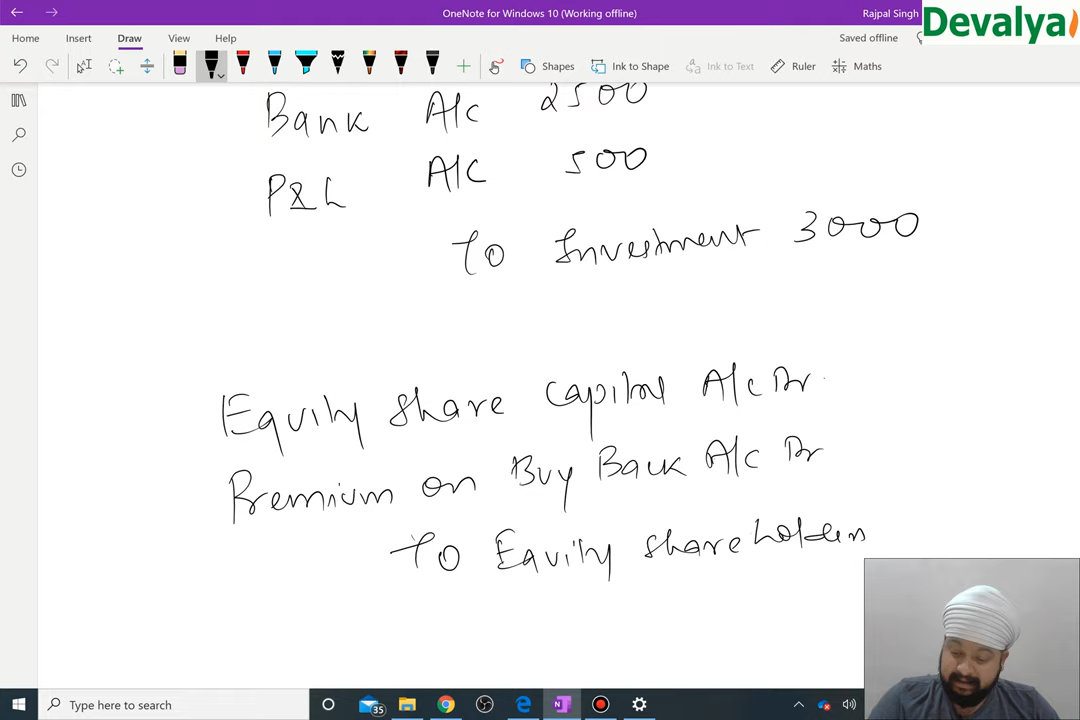 OneNote for Windows 10 (Working offline)
Rajpal Singh
Devalya
Home Insert Draw View Help
Saved offline
Shapes Ink to Shape Ink to Text Ruler Maths
Bank A/c 2500
P&L A/C 500
To Investment 3000
Equity Share Capital A/c Dr
Premium on Buy Back A/c Dr
To Equity shareholders
Type here to search
35